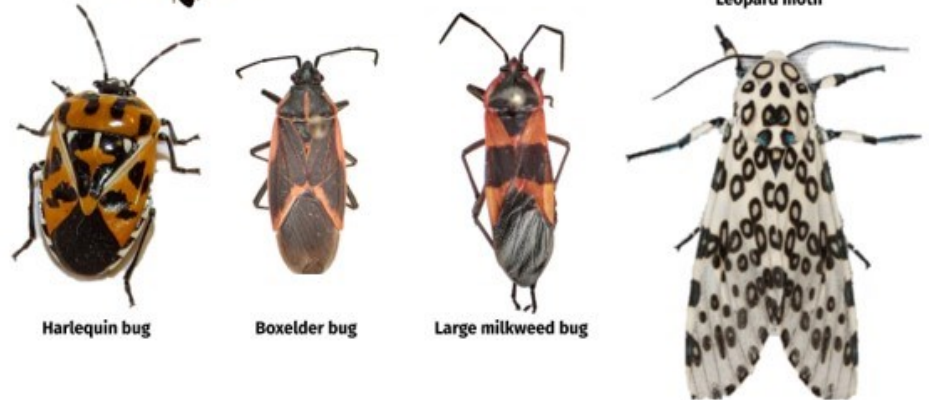 Leopard moth
Harlequin bug
Boxelder bug
Large milkweed bug